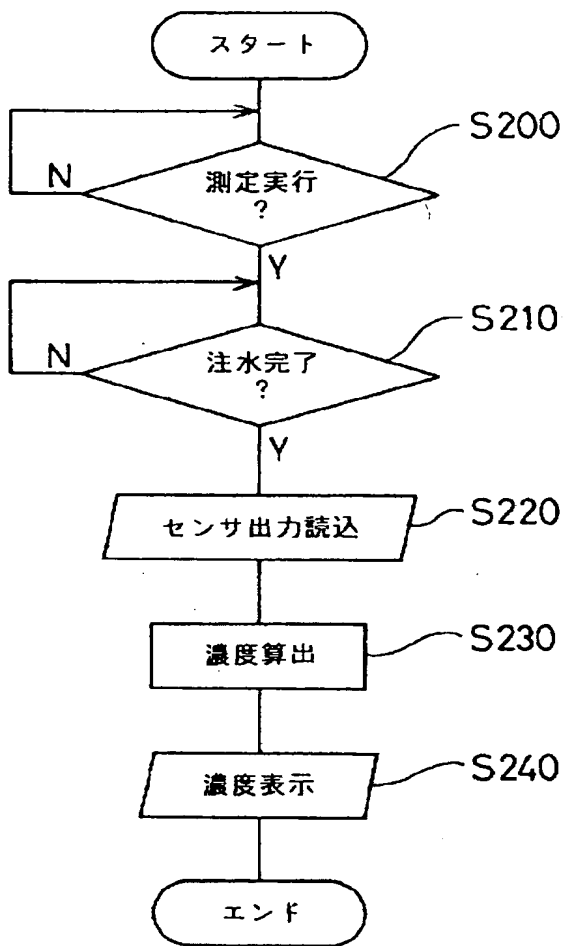 スタート
S200
N
測定実行
?
Y
S210
N
注水完了
?
Y
センサ出力読込
S220
濃度算出
S230
濃度表示
S240
エンド